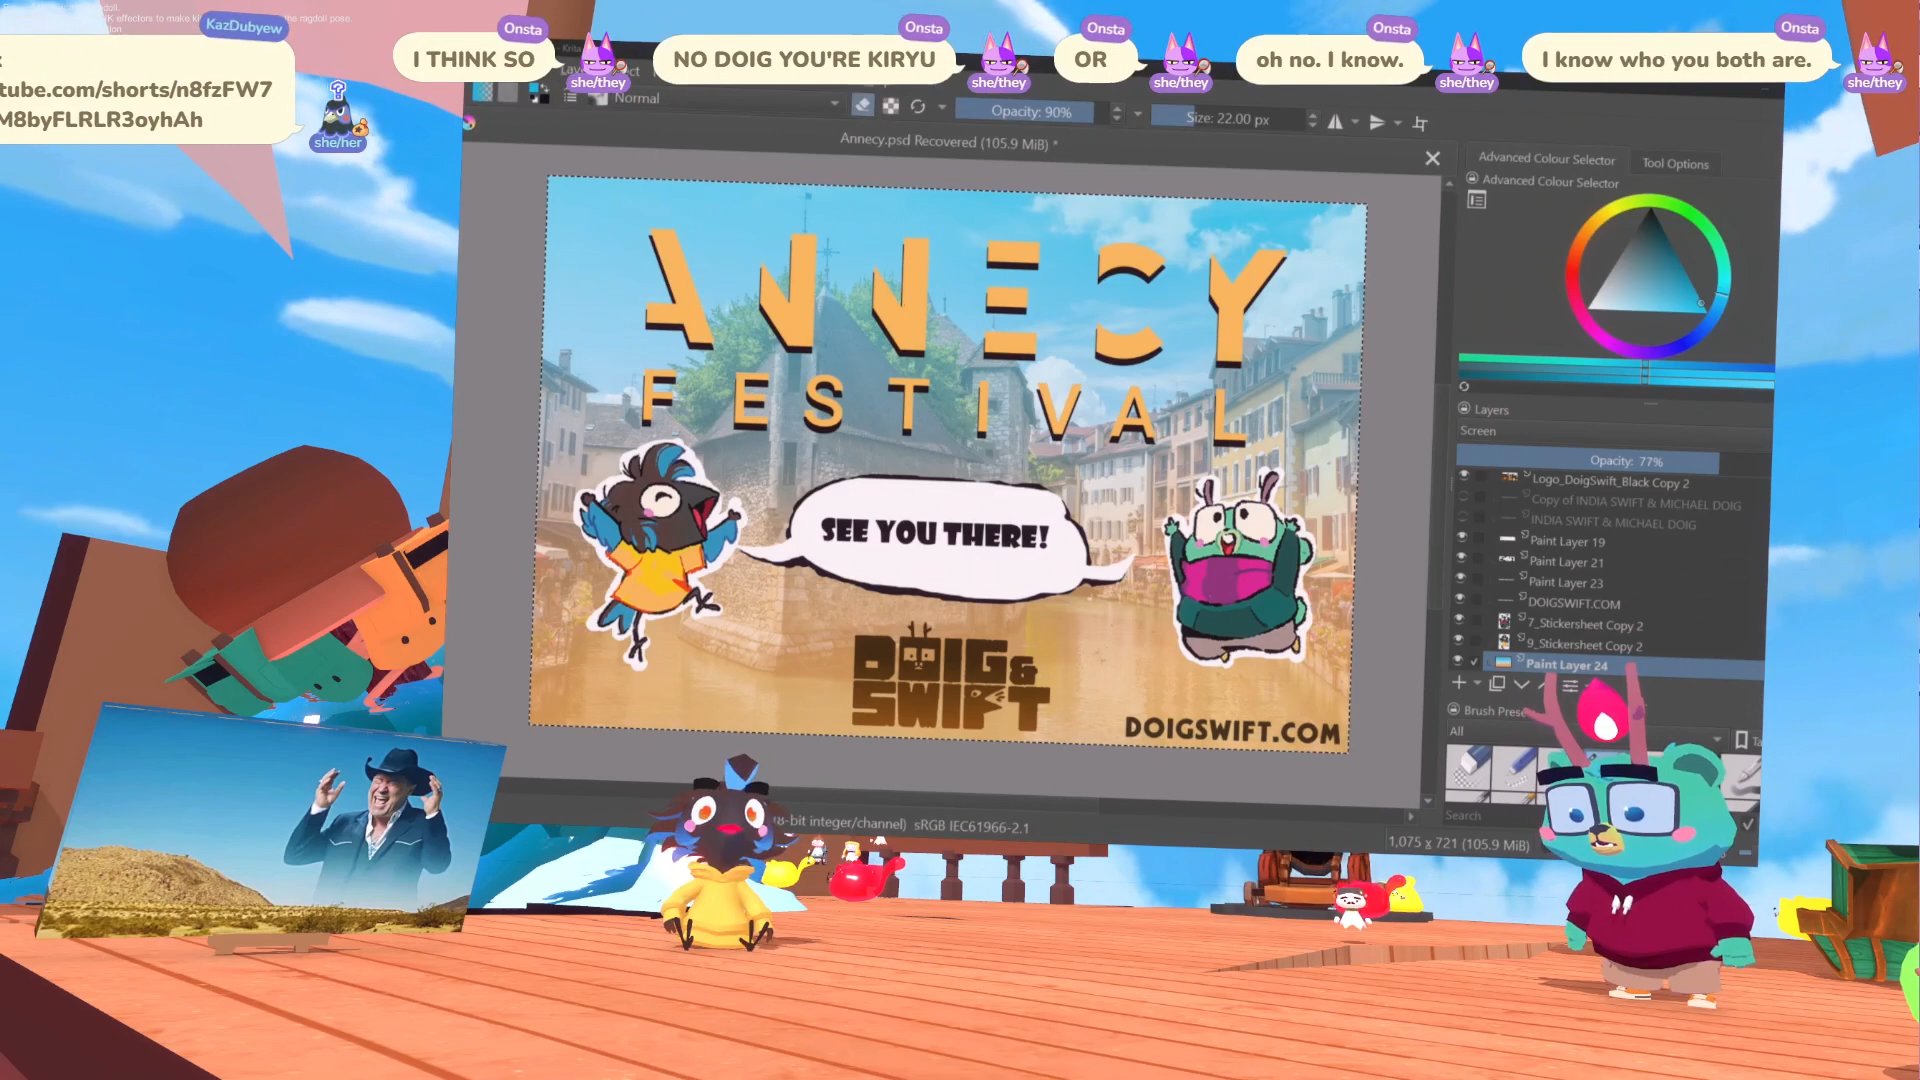 KazDubyew
tube.com/shorts/n8fzFW7
M8byFLRLR3oyhAh
she/her
Onsta
I THINK SO
she/they
Onsta
NO DOIG YOU'RE KIRYU
she/they
Onsta
OR
she/they
Onsta
oh no. I know.
she/they
Onsta
I know who you both are.
she/they
Normal
Opacity: 90%
Size: 22.00 px
Annecy.psd Recovered (105.9 MiB) *
Advanced Colour Selector
Tool Options
Advanced Colour Selector
ANNECY
FESTIVAL
SEE YOU THERE!
DOIG&
SWIFT
DOIGSWIFT.COM
Layers
Screen
Opacity: 77%
Logo_DoigSwift_Black Copy 2
Copy of INDIA SWIFT & MICHAEL DOIG
INDIA SWIFT & MICHAEL DOIG
Paint Layer 19
Paint Layer 21
Paint Layer 23
DOIGSWIFT.COM
7_Stickersheet Copy 2
9_Stickersheet Copy 2
Paint Layer 24
Brush Prese
All
Ta
Search
-bit integer/channel) sRGB IEC61966-2.1
1,075 x 721 (105.9 MiB)